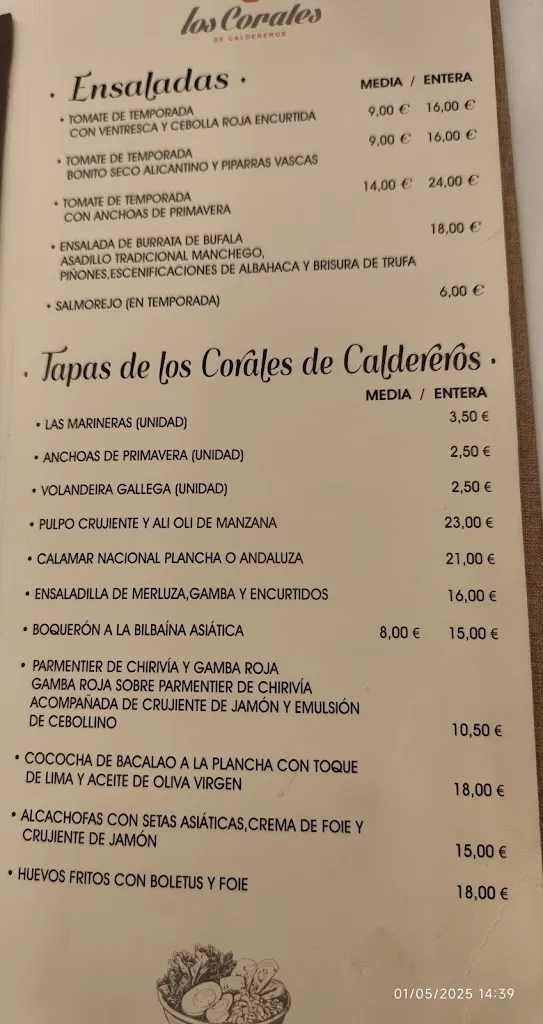 los Corales
DE CALDEREROS
· Ensaladas ·
MEDIA / ENTERA
• TOMATE DE TEMPORADA
CON VENTRESCA Y CEBOLLA ROJA ENCURTIDA 9,00 € 16,00 €
• TOMATE DE TEMPORADA
BONITO SECO ALICANTINO Y PIPARRAS VASCAS 9,00 € 16,00 €
• TOMATE DE TEMPORADA
CON ANCHOAS DE PRIMAVERA 14,00 € 24,00 €
• ENSALADA DE BURRATA DE BUFALA 18,00 €
ASADILLO TRADICIONAL MANCHEGO,
PIÑONES,ESCENIFICACIONES DE ALBAHACA Y BRISURA DE TRUFA
• SALMOREJO (EN TEMPORADA) 6,00 €
· Tapas de los Corales de Caldereros ·
MEDIA / ENTERA
• LAS MARINERAS (UNIDAD) 3,50 €
• ANCHOAS DE PRIMAVERA (UNIDAD) 2,50 €
• VOLANDEIRA GALLEGA (UNIDAD) 2,50 €
• PULPO CRUJIENTE Y ALI OLI DE MANZANA 23,00 €
• CALAMAR NACIONAL PLANCHA O ANDALUZA 21,00 €
• ENSALADILLA DE MERLUZA,GAMBA Y ENCURTIDOS 16,00 €
• BOQUERÓN A LA BILBAÍNA ASIÁTICA 8,00 € 15,00 €
• PARMENTIER DE CHIRIVÍA Y GAMBA ROJA
GAMBA ROJA SOBRE PARMENTIER DE CHIRIVÍA
ACOMPAÑADA DE CRUJIENTE DE JAMÓN Y EMULSIÓN
DE CEBOLLINO 10,50 €
• COCOCHA DE BACALAO A LA PLANCHA CON TOQUE
DE LIMA Y ACEITE DE OLIVA VIRGEN 18,00 €
• ALCACHOFAS CON SETAS ASIÁTICAS,CREMA DE FOIE Y
CRUJIENTE DE JAMÓN 15,00 €
• HUEVOS FRITOS CON BOLETUS Y FOIE 18,00 €
01/05/2025 14:39